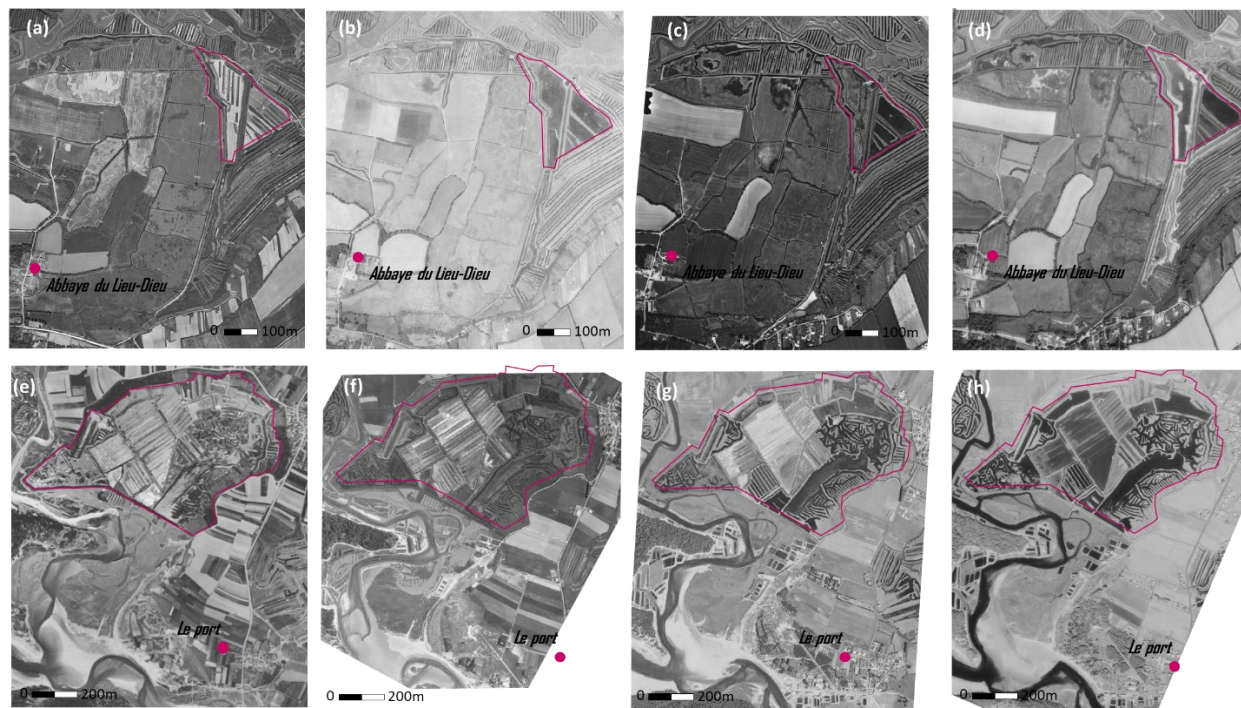 (a)
(b)
(c)
(d)
Abbaye du Lieu-Dieu
Abbaye du Lieu-Dieu
Abbaye du Lieu-Dieu
Abbaye du Lieu-Dieu
0 100m
0 100m
0 100m
0 100m
(e)
(f)
(g)
(h)
Le port
Le port
Le port
Le port
0 200m
0 200m
0 200m
0 200m